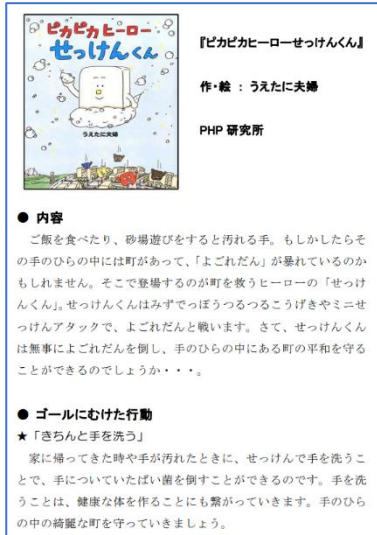 ピカピカヒーロー
せっけんくん
うえたに夫婦
『ピカピカヒーローせっけんくん』
作・絵 : うえたに夫婦
PHP 研究所
● 内容
ご飯を食べたり、砂場遊びをすると汚れる手。もしかしたらそ
の手のひらの中には町があって、「よごれだん」が暴れているのか
もしれません。そこで登場するのが町を救うヒーローの「せっけ
んくん」。せっけんくんはみずでっぽうつるつるこうげきやミニせ
っけんアタックで、よごれだんと戦います。さて、せっけんくん
は無事によごれだんを倒し、手のひらの中にある町の平和を守る
ことができるのでしょうか・・・。
● ゴールにむけた行動
★「きちんと手を洗う」
家に帰ってきた時や手が汚れたときに、せっけんで手を洗うこ
とで、手についていたばい菌を倒すことができるのです。手を洗
うことは、健康な体を作ることにも繋がっていきます。手のひら
の中の綺麗な町を守っていきましょう。